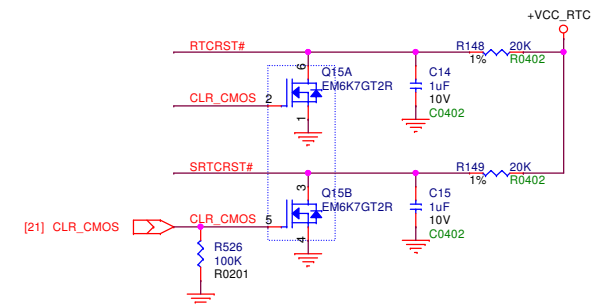 +VCC_RTC
RTCRST#
R148
20K
1%
R0402
6
Q15A
EM6K7GT2R
C14
1uF
10V
C0402
CLR_CMOS
2
1
SRTCRST#
R149
20K
1%
R0402
3
Q15B
EM6K7GT2R
C15
1uF
10V
C0402
[21] CLR_CMOS
CLR_CMOS
5
4
R526
100K
R0201